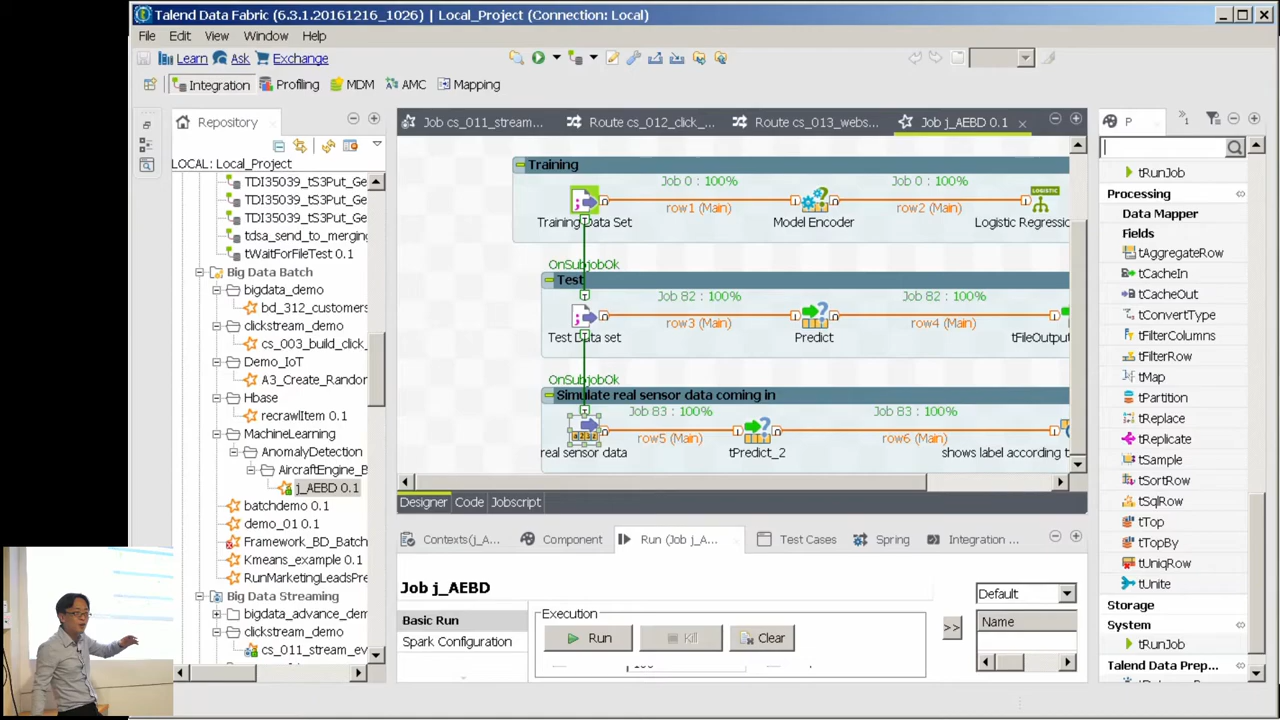 Talend Data Fabric (6.3.1.20161216_1026) | Local_Project (Connection: Local)
File Edit View Window Help
Learn Ask Exchange
Integration Profiling MDM AMC Mapping
Repository
LOCAL: Local_Project
TDI35039_tS3Put_Ge
TDI35039_tS3Put_Ge
TDI35039_tS3Put_Ge
tdsa_send_to_merging
tWaitForFileTest 0.1
Big Data Batch
bigdata_demo
bd_312_customers
clickstream_demo
cs_003_build_click_
Demo_IoT
A3_Create_Random
Hbase
recrawlItem 0.1
MachineLearning
AnomalyDetection
AircraftEngine_B
j_AEBD 0.1
batchdemo 0.1
demo_01 0.1
Framework_BD_Batch
Kmeans_example 0.1
RunMarketingLeadsPre
Big Data Streaming
bigdata_advance_dem
clickstream_demo
cs_011_stream_ev
Job cs_011_stream... Route cs_012_click_... Route cs_013_webs... Job j_AEBD 0.1
Training
Job 0 : 100% Job 0 : 100%
row1 (Main) row2 (Main)
Training Data Set Model Encoder Logistic Regressic
OnSubjobOk
Test
Job 82 : 100% Job 82 : 100%
row3 (Main) row4 (Main)
Test Data set Predict tFileOutput
OnSubjobOk
Simulate real sensor data coming in
Job 83 : 100% Job 83 : 100%
row5 (Main) row6 (Main)
real sensor data tPredict_2 shows label according t
Designer Code Jobscript
Contexts(j_A... Component Run (Job j_A... Test Cases Spring Integration ...
Job j_AEBD
Default
Basic Run
Spark Configuration
Execution
Run Kill Clear
>>
Name
P
tRunJob
Processing
Data Mapper
Fields
tAggregateRow
tCacheIn
tCacheOut
tConvertType
tFilterColumns
tFilterRow
tMap
tPartition
tReplace
tReplicate
tSample
tSortRow
tSqlRow
tTop
tTopBy
tUniqRow
tUnite
Storage
System
tRunJob
Talend Data Prep...